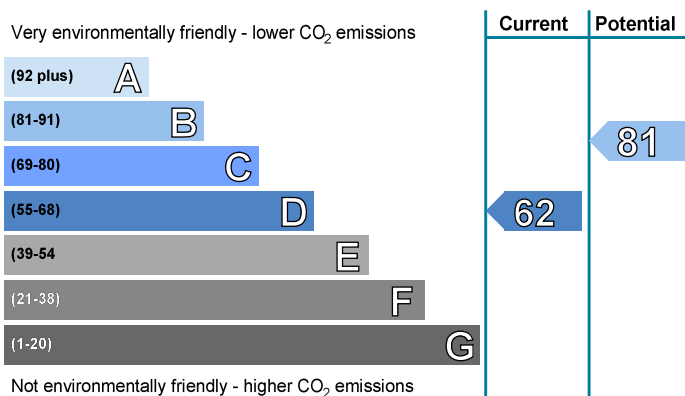 Very environmentally friendly - lower CO2 emissions
Current
Potential
(92 plus) A
(81-91) B
81
(69-80) C
(55-68) D
62
(39-54 E
(21-38) F
(1-20) G
Not environmentally friendly - higher CO2 emissions